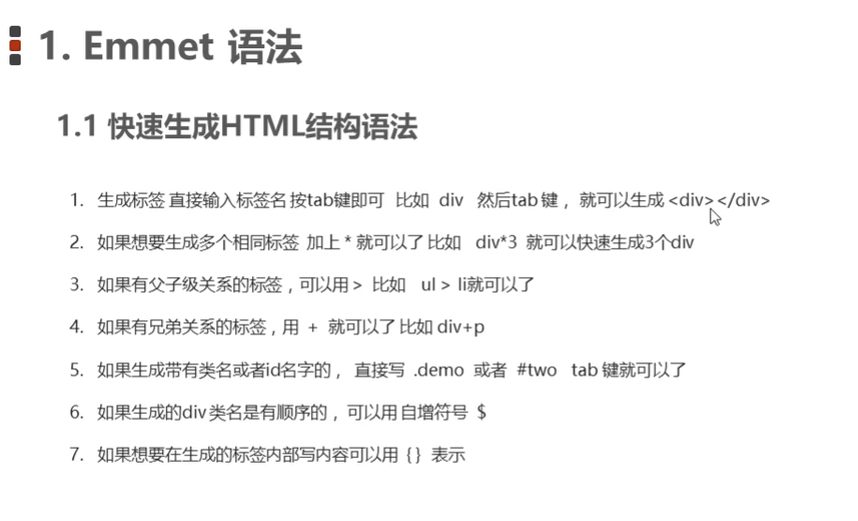 1. Emmet 语法
1.1 快速生成HTML结构语法
1. 生成标签 直接输入标签名 按tab键即可 比如 div 然后tab 键， 就可以生成 <div></div>
2. 如果想要生成多个相同标签 加上 * 就可以了 比如 div*3 就可以快速生成3个div
3. 如果有父子级关系的标签，可以用 > 比如 ul > li就可以了
4. 如果有兄弟关系的标签，用 + 就可以了 比如 div+p
5. 如果生成带有类名或者id名字的， 直接写 .demo 或者 #two tab 键就可以了
6. 如果生成的div 类名是有顺序的， 可以用 自增符号 $
7. 如果想要在生成的标签内部写内容可以用 { } 表示